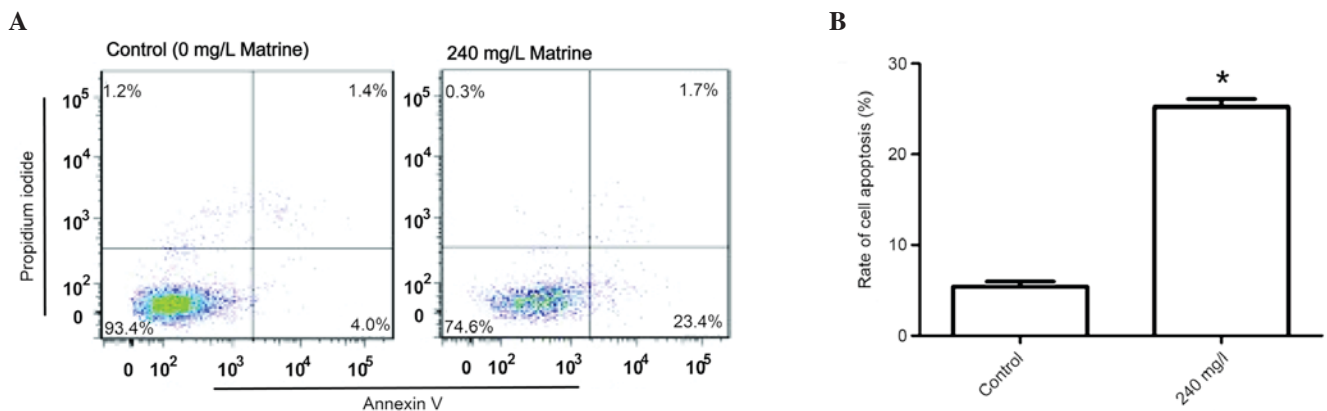 A
Control (0 mg/L Matrine)
240 mg/L Matrine
Propidium iodide
10^5
10^4
10^3
10^2
0
1.2%
1.4%
93.4%
4.0%
0 10^2 10^3 10^4 10^5
10^5
10^4
10^3
10^2
0
0.3%
1.7%
74.6%
23.4%
0 10^2 10^3 10^4 10^5
Annexin V
B
Rate of cell apoptosis (%)
30
20
10
0
*
Control
240 mg/l